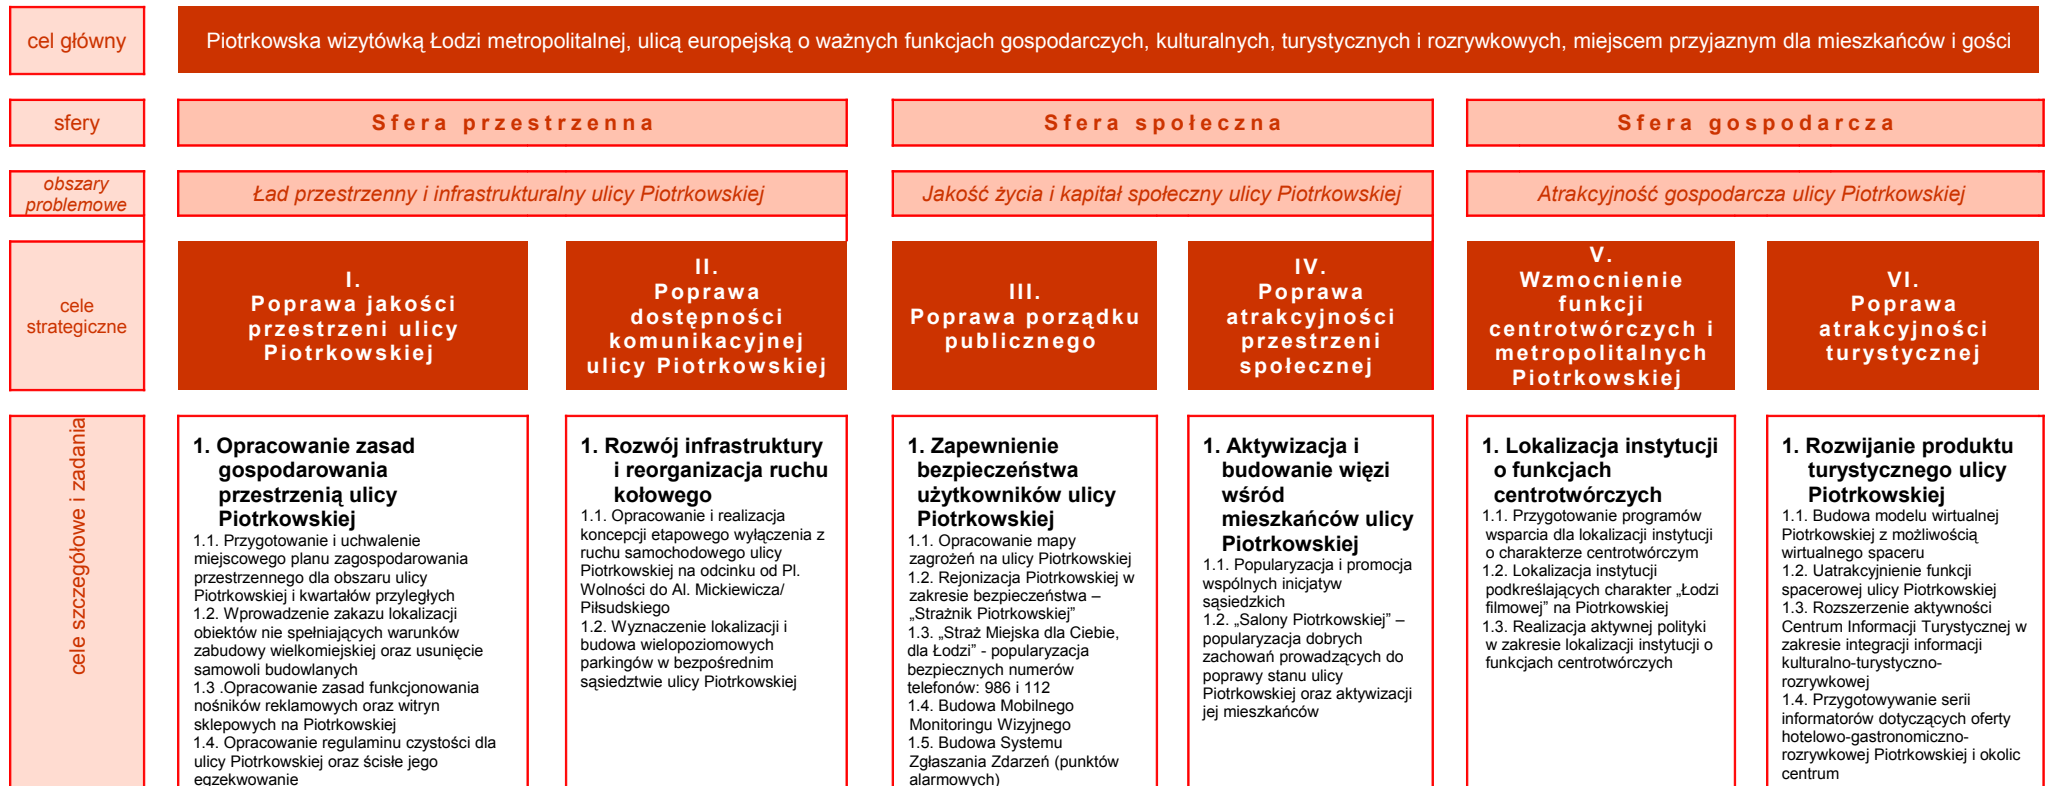 cel główny
Piotrkowska wizytówką Łodzi metropolitalnej, ulicą europejską o ważnych funkcjach gospodarczych, kulturalnych, turystycznych i rozrywkowych, miejscem przyjaznym dla mieszkańców i gości
sfery
Sfera przestrzenna
Sfera społeczna
Sfera gospodarcza
obszary
problemowe
Ład przestrzenny i infrastrukturalny ulicy Piotrkowskiej
Jakość życia i kapitał społeczny ulicy Piotrkowskiej
Atrakcyjność gospodarcza ulicy Piotrkowskiej
cele
strategiczne
I.
Poprawa jakości
przestrzeni ulicy
Piotrkowskiej
II.
Poprawa
dostępności
komunikacyjnej
ulicy Piotrkowskiej
III.
Poprawa porządku
publicznego
IV.
Poprawa
atrakcyjności
przestrzeni
społecznej
V.
Wzmocnienie
funkcji
centrotwórczych i
metropolitalnych
Piotrkowskiej
VI.
Poprawa
atrakcyjności
turystycznej
cele szczegółowe i zadania
1. Opracowanie zasad
gospodarowania
przestrzenią ulicy
Piotrkowskiej
1.1. Przygotowanie i uchwalenie
miejscowego planu zagospodarowania
przestrzennego dla obszaru ulicy
Piotrkowskiej i kwartałów przyległych
1.2. Wprowadzenie zakazu lokalizacji
obiektów nie spełniających warunków
zabudowy wielkomiejskiej oraz usunięcie
samowoli budowlanych
1.3 .Opracowanie zasad funkcjonowania
nośników reklamowych oraz witryn
sklepowych na Piotrkowskiej
1.4. Opracowanie regulaminu czystości dla
ulicy Piotrkowskiej oraz ścisłe jego
egzekwowanie
1. Rozwój infrastruktury
i reorganizacja ruchu
kołowego
1.1. Opracowanie i realizacja
koncepcji etapowego wyłączenia z
ruchu samochodowego ulicy
Piotrkowskiej na odcinku od Pl.
Wolności do Al. Mickiewicza/
Piłsudskiego
1.2. Wyznaczenie lokalizacji i
budowa wielopoziomowych
parkingów w bezpośrednim
sąsiedztwie ulicy Piotrkowskiej
1. Zapewnienie
bezpieczeństwa
użytkowników ulicy
Piotrkowskiej
1.1. Opracowanie mapy
zagrożeń na ulicy Piotrkowskiej
1.2. Rejonizacja Piotrkowskiej w
zakresie bezpieczeństwa –
„Strażnik Piotrkowskiej”
1.3. „Straż Miejska dla Ciebie,
dla Łodzi” - popularyzacja
bezpiecznych numerów
telefonów: 986 i 112
1.4. Budowa Mobilnego
Monitoringu Wizyjnego
1.5. Budowa Systemu
Zgłaszania Zdarzeń (punktów
alarmowych)
1. Aktywizacja i
budowanie więzi
wśród
mieszkańców ulicy
Piotrkowskiej
1.1. Popularyzacja i promocja
wspólnych inicjatyw
sąsiedzkich
1.2. „Salony Piotrkowskiej” –
popularyzacja dobrych
zachowań prowadzących do
poprawy stanu ulicy
Piotrkowskiej oraz aktywizacji
jej mieszkańców
1. Lokalizacja instytucji
o funkcjach
centrotwórczych
1.1. Przygotowanie programów
wsparcia dla lokalizacji instytucji
o charakterze centrotwórczym
1.2. Lokalizacja instytucji
podkreślających charakter „Łodzi
filmowej” na Piotrkowskiej
1.3. Realizacja aktywnej polityki
w zakresie lokalizacji instytucji o
funkcjach centrotwórczych
1. Rozwijanie produktu
turystycznego ulicy
Piotrkowskiej
1.1. Budowa modelu wirtualnej
Piotrkowskiej z możliwością
wirtualnego spaceru
1.2. Uatrakcyjnienie funkcji
spacerowej ulicy Piotrkowskiej
1.3. Rozszerzenie aktywności
Centrum Informacji Turystycznej w
zakresie integracji informacji
kulturalno-turystyczno-
rozrywkowej
1.4. Przygotowywanie serii
informatorów dotyczących oferty
hotelowo-gastronomiczno-
rozrywkowej Piotrkowskiej i okolic
centrum